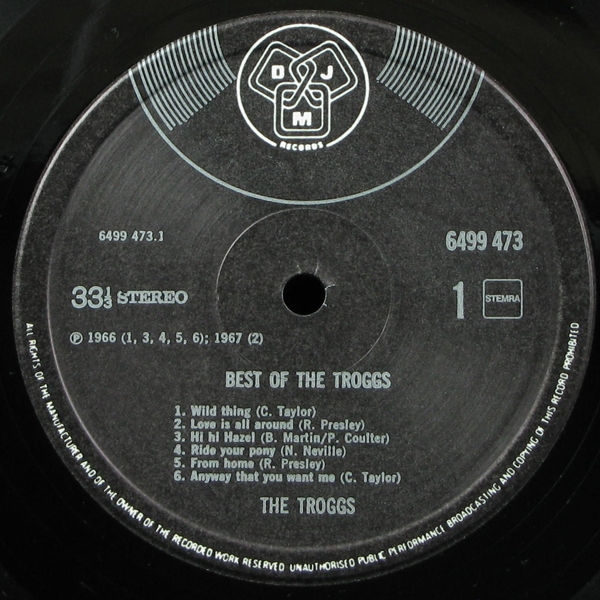 D J
M
RECORDS
6499 473.1
6499 473
33⅓ STEREO
1
STEMRA
℗ 1966 (1, 3, 4, 5, 6); 1967 (2)
BEST OF THE TROGGS
1. Wild thing (C. Taylor)
2. Love is all around (R. Presley)
3. Hi hi Hazel (B. Martin/P. Coulter)
4. Ride your pony (N. Neville)
5. From home (R. Presley)
6. Anyway that you want me (C. Taylor)
THE TROGGS
ALL RIGHTS OF THE MANUFACTURER AND OF THE OWNER OF THE RECORDED WORK RESERVED UNAUTHORISED PUBLIC PERFORMANCE BROADCASTING AND COPYING OF THIS RECORD PROHIBITED